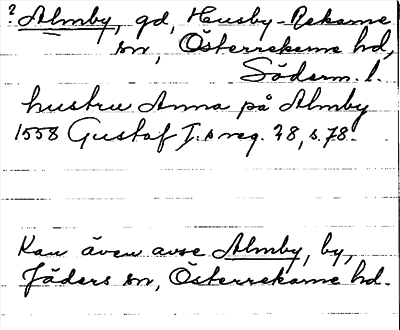 ? Almby, gd, Husby-Rekarne
sn, Österrekarne hd,
Söderm. l.
hustru Anna på Almby
1558 Gustaf I:s reg. 28, s. 78.
Kan även avse Almby, by,
Jäders sn, Österrekarne hd.